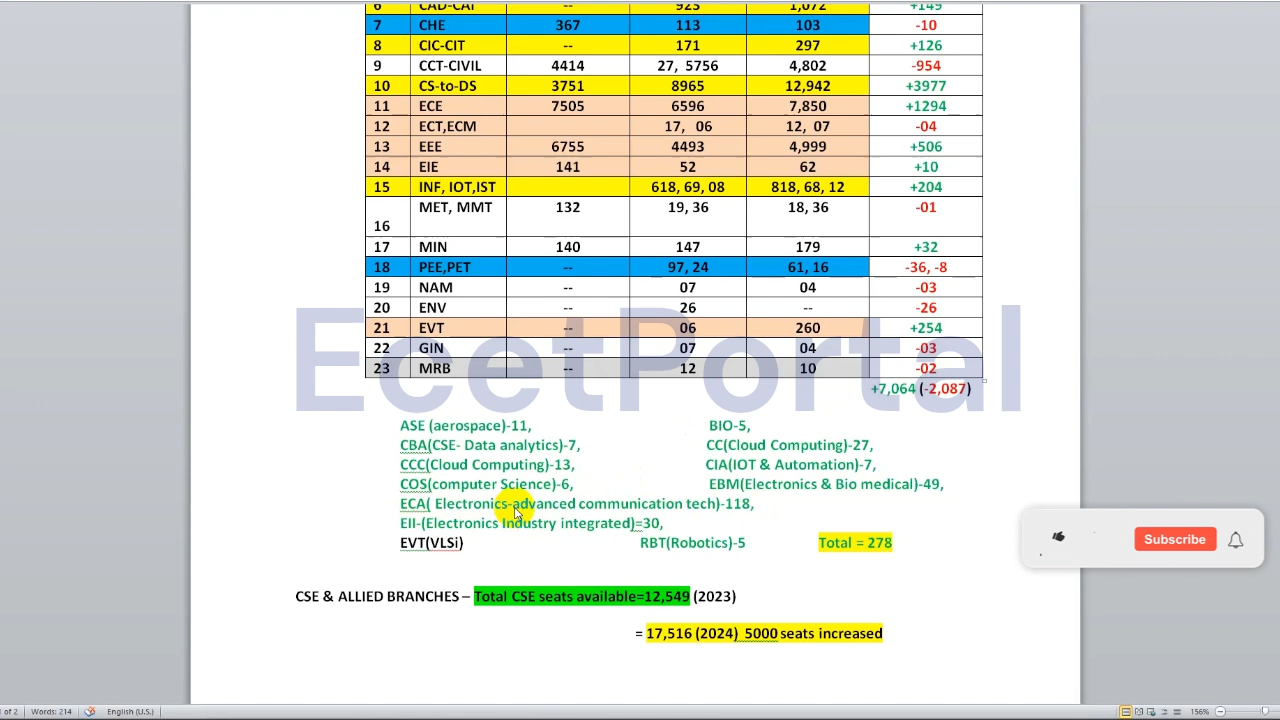 6 CAD-CAI -- 923 1,072 +149
7 CHE 367 113 103 -10
8 CIC-CIT -- 171 297 +126
9 CCT-CIVIL 4414 27, 5756 4,802 -954
10 CS-to-DS 3751 8965 12,942 +3977
11 ECE 7505 6596 7,850 +1294
12 ECT,ECM 17, 06 12, 07 -04
13 EEE 6755 4493 4,999 +506
14 EIE 141 52 62 +10
15 INF, IOT,IST 618, 69, 08 818, 68, 12 +204
16 MET, MMT 132 19, 36 18, 36 -01
17 MIN 140 147 179 +32
18 PEE,PET -- 97, 24 61, 16 -36, -8
19 NAM -- 07 04 -03
20 ENV -- 26 -- -26
21 EVT -- 06 260 +254
22 GIN -- 07 04 -03
23 MRB -- 12 10 -02
EcetPortal
+7,064 (-2,087)
ASE (aerospace)-11, BIO-5,
CBA(CSE- Data analytics)-7, CC(Cloud Computing)-27,
CCC(Cloud Computing)-13, CIA(IOT & Automation)-7,
COS(computer Science)-6, EBM(Electronics & Bio medical)-49,
ECA( Electronics-advanced communication tech)-118,
EII-(Electronics Industry integrated)=30,
EVT(VLSi) RBT(Robotics)-5 Total = 278
Subscribe
CSE & ALLIED BRANCHES – Total CSE seats available=12,549 (2023)
= 17,516 (2024) 5000 seats increased
1 of 2 Words: 214 English (U.S.) 156%